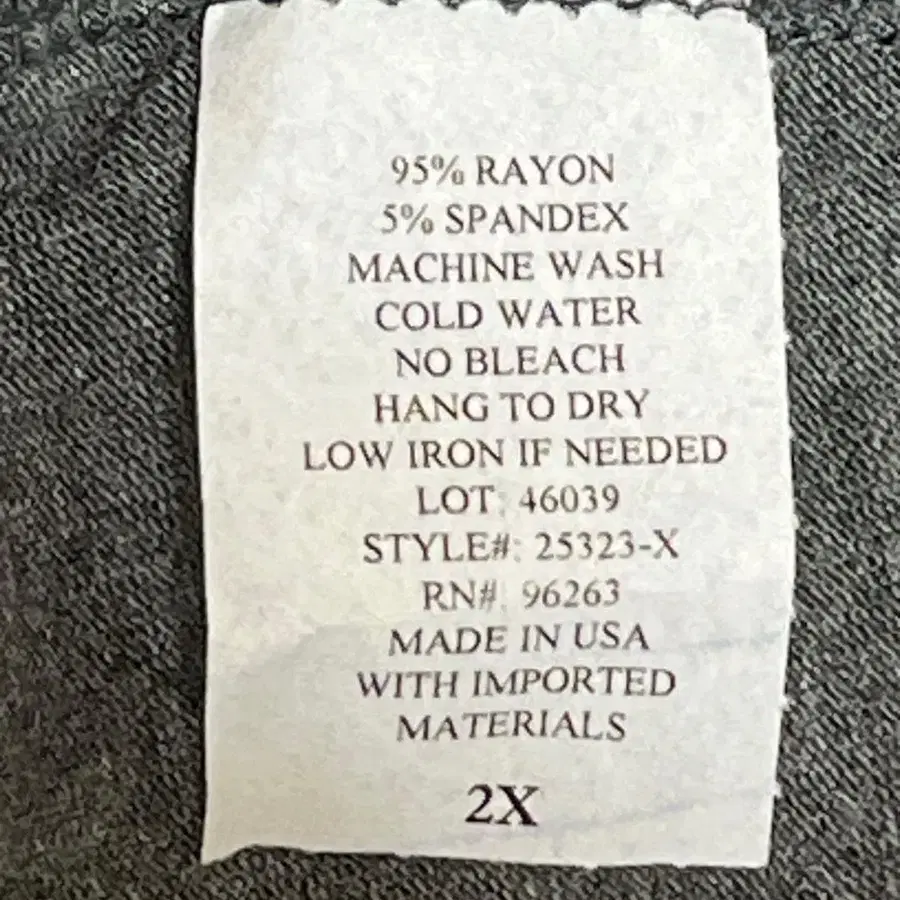 95% RAYON
5% SPANDEX
MACHINE WASH
COLD WATER
NO BLEACH
HANG TO DRY
LOW IRON IF NEEDED
LOT: 46039
STYLE#: 25323-X
RN#: 96263
MADE IN USA
WITH IMPORTED
MATERIALS
2X